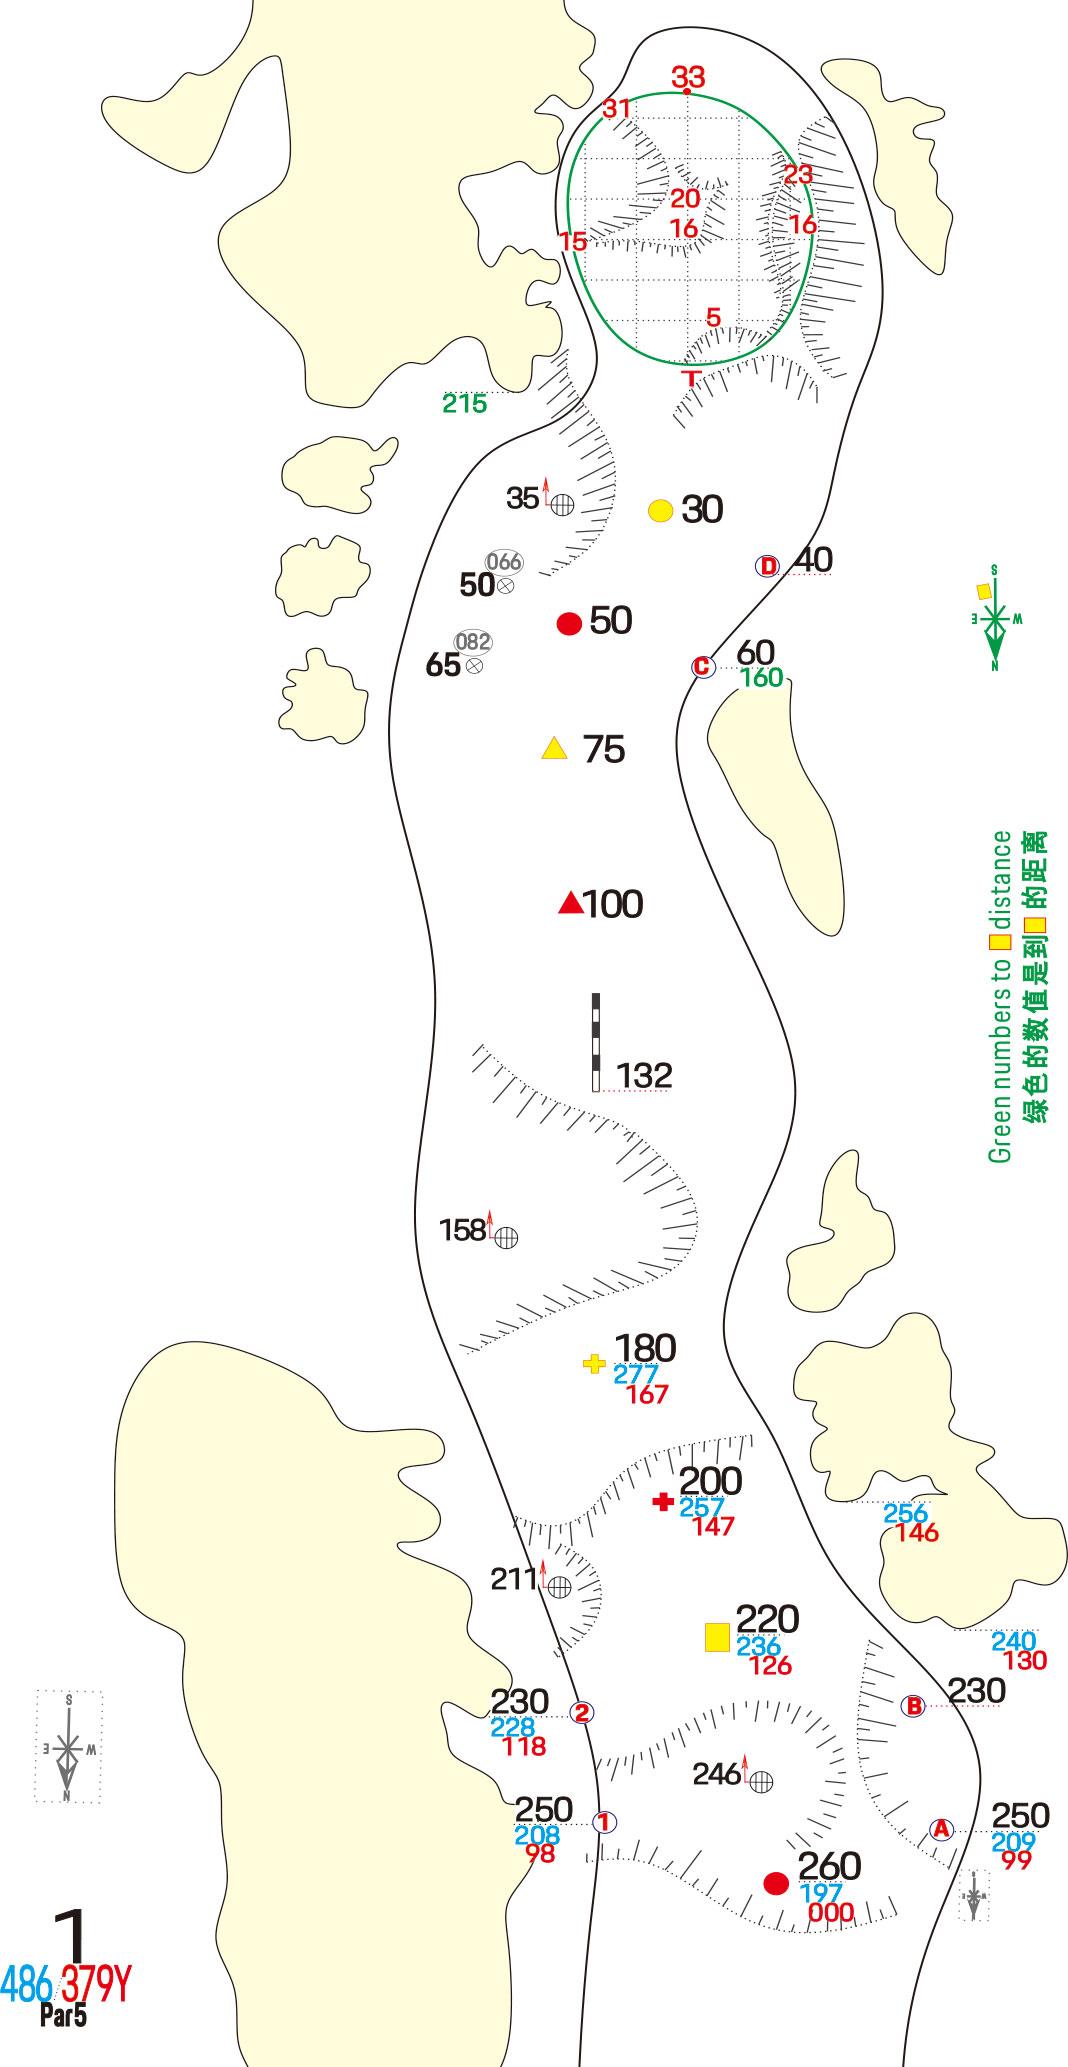 33
31
23
20
16
16
15
5
T
215
35
30
066
50
D 40
50
082
65
C 60
160
S
E W
N
75
100
Green numbers to distance
绿色的数值是到 的距离
132
158
180
277
167
200
257
147
256
146
211
220
236
126
240
130
230
228
118
2
B 230
S
E W
N
246
250
208
98
1
A
250
209
99
260
197
000
S
E W
N
1
486/379Y
Par5